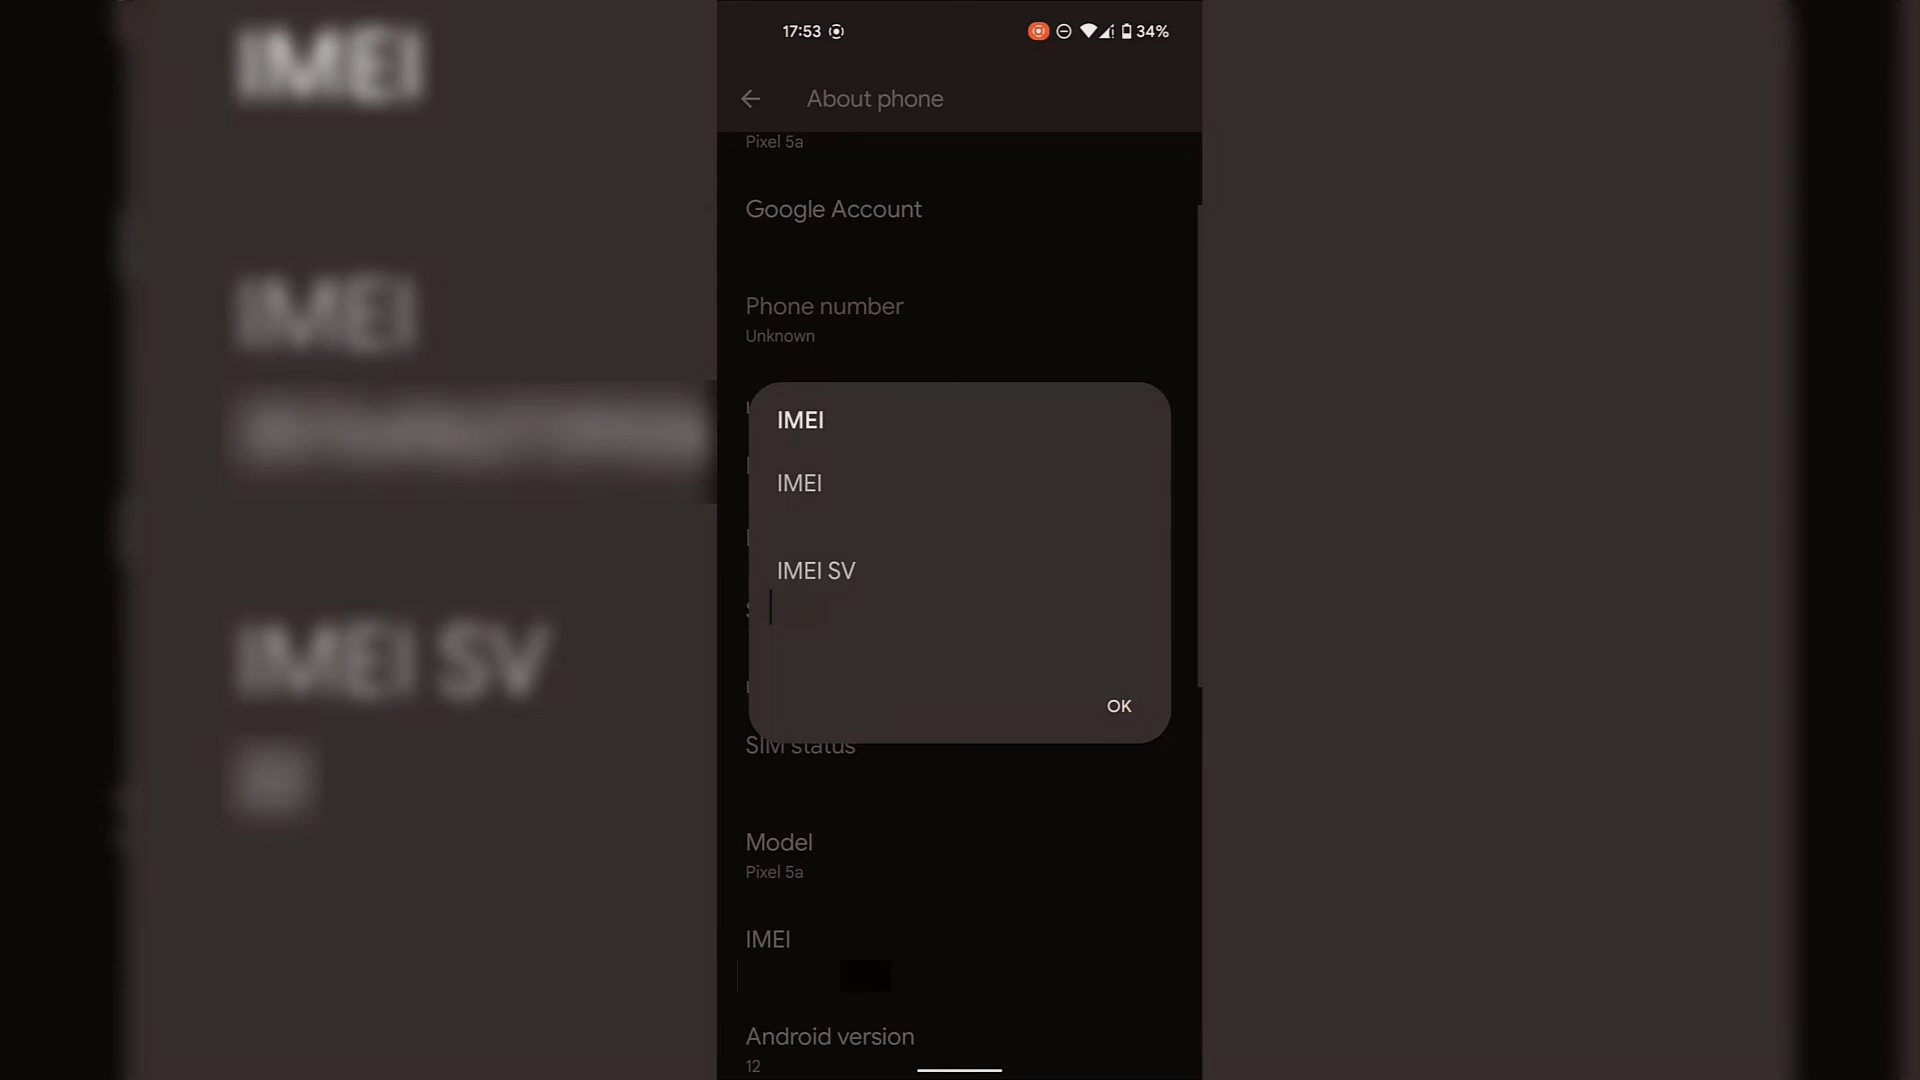 IMEI
IMEI
IMEI SV
17:53
34%
About phone
Pixel 5a
Google Account
Phone number
Unknown
IMEI
IMEI
IMEI SV
OK
SIM status
Model
Pixel 5a
IMEI
Android version
12